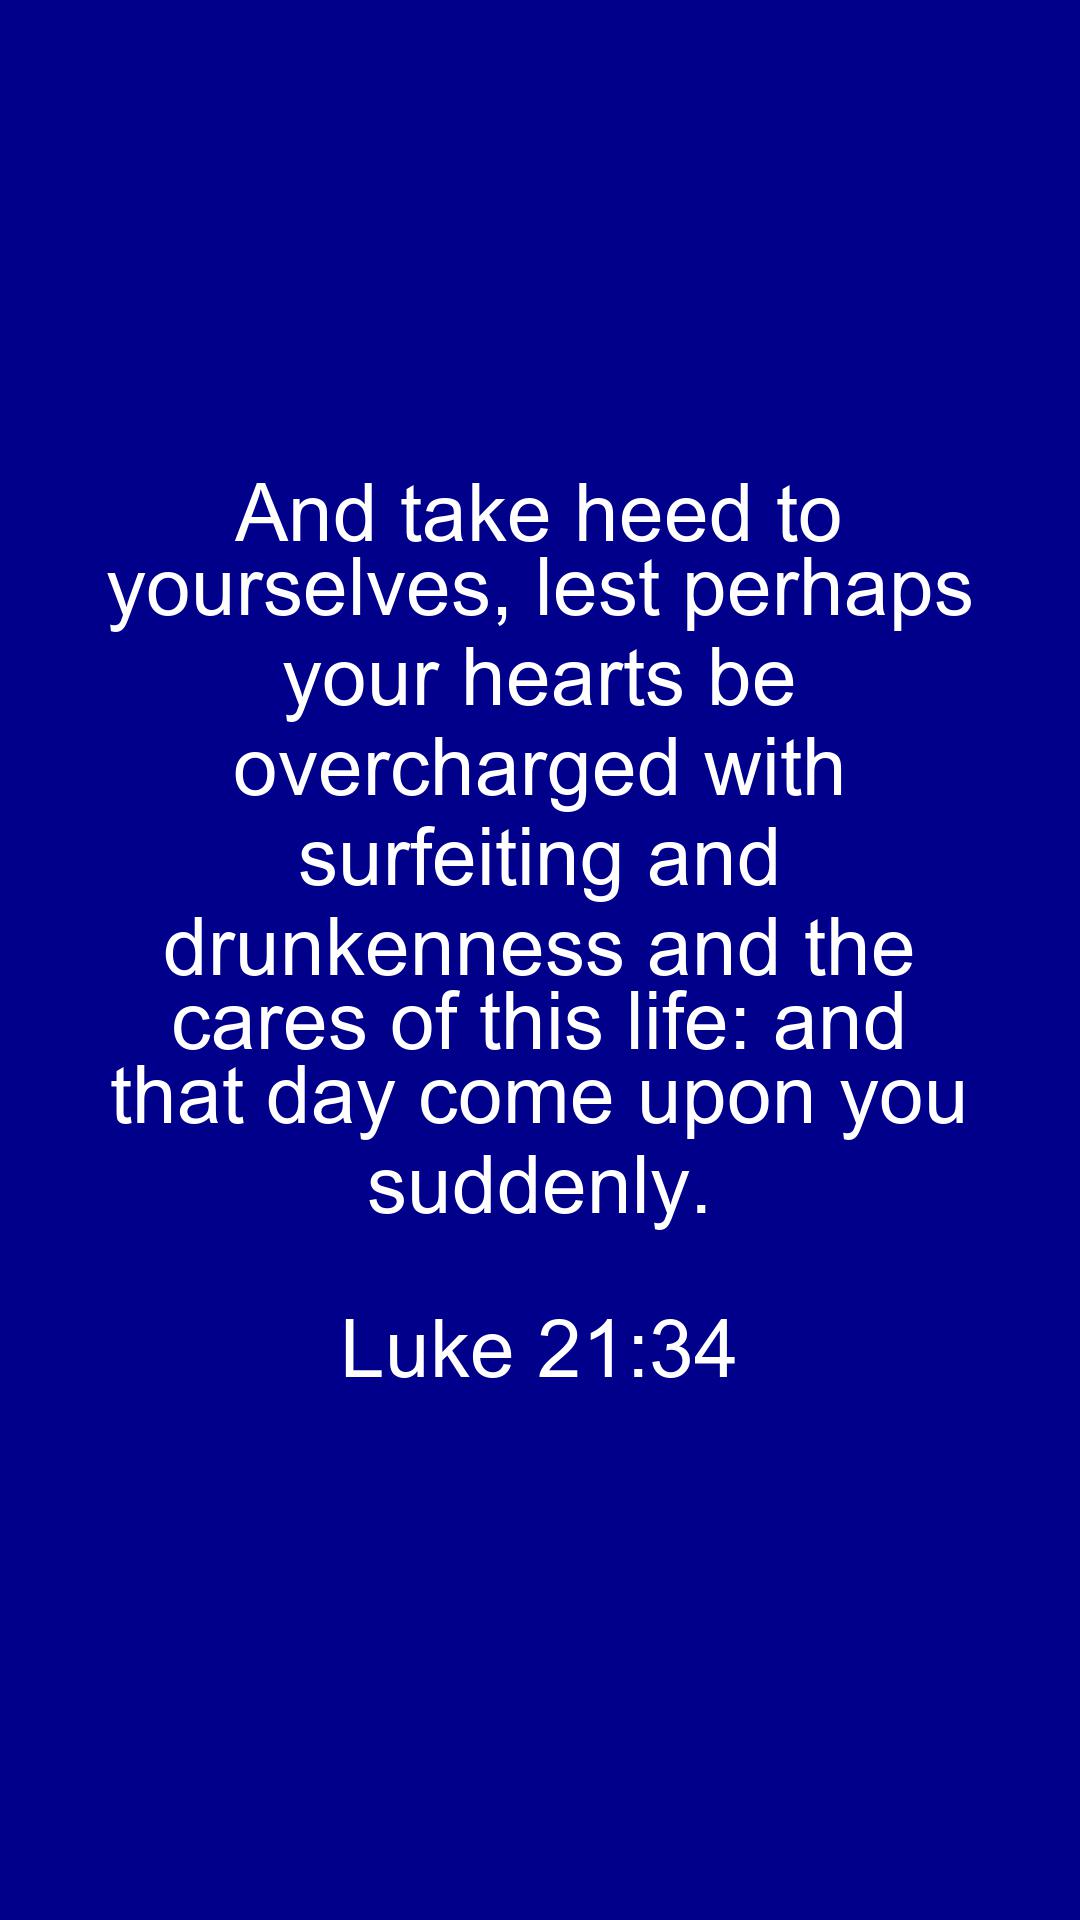 And take heed to
yourselves, lest perhaps
your hearts be
overcharged with
surfeiting and
drunkenness and the
cares of this life: and
that day come upon you
suddenly.
Luke 21:34